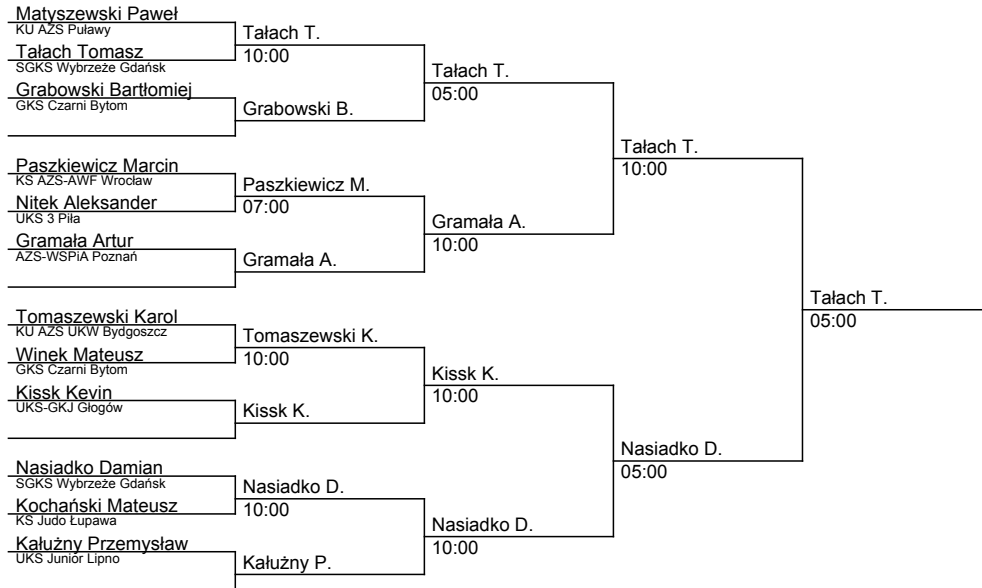 Matyszewski Paweł
KU AZS Puławy
Tałach T.
10:00
Tałach Tomasz
SGKS Wybrzeże Gdańsk
Tałach T.
05:00
Grabowski Bartłomiej
GKS Czarni Bytom
Grabowski B.
Tałach T.
10:00
Paszkiewicz Marcin
KS AZS-AWF Wrocław
Paszkiewicz M.
07:00
Nitek Aleksander
UKS 3 Piła
Gramała A.
10:00
Gramała Artur
AZS-WSPiA Poznań
Gramała A.
Tałach T.
05:00
Tomaszewski Karol
KU AZS UKW Bydgoszcz
Tomaszewski K.
10:00
Winek Mateusz
GKS Czarni Bytom
Kissk K.
10:00
Kissk Kevin
UKS-GKJ Głogów
Kissk K.
Nasiadko D.
05:00
Nasiadko Damian
SGKS Wybrzeże Gdańsk
Nasiadko D.
10:00
Kochański Mateusz
KS Judo Łupawa
Nasiadko D.
10:00
Kałużny Przemysław
UKS Junior Lipno
Kałużny P.